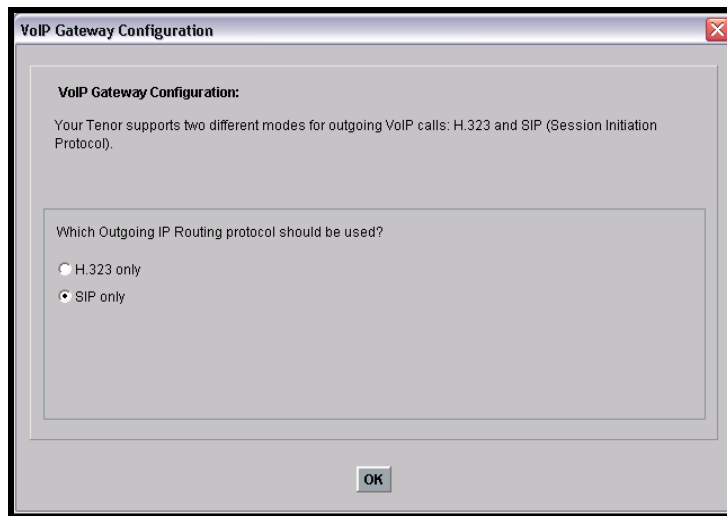 VoIP Gateway Configuration
VoIP Gateway Configuration:
Your Tenor supports two different modes for outgoing VoIP calls: H.323 and SIP (Session Initiation
Protocol).
Which Outgoing IP Routing protocol should be used?
H.323 only
SIP only
OK